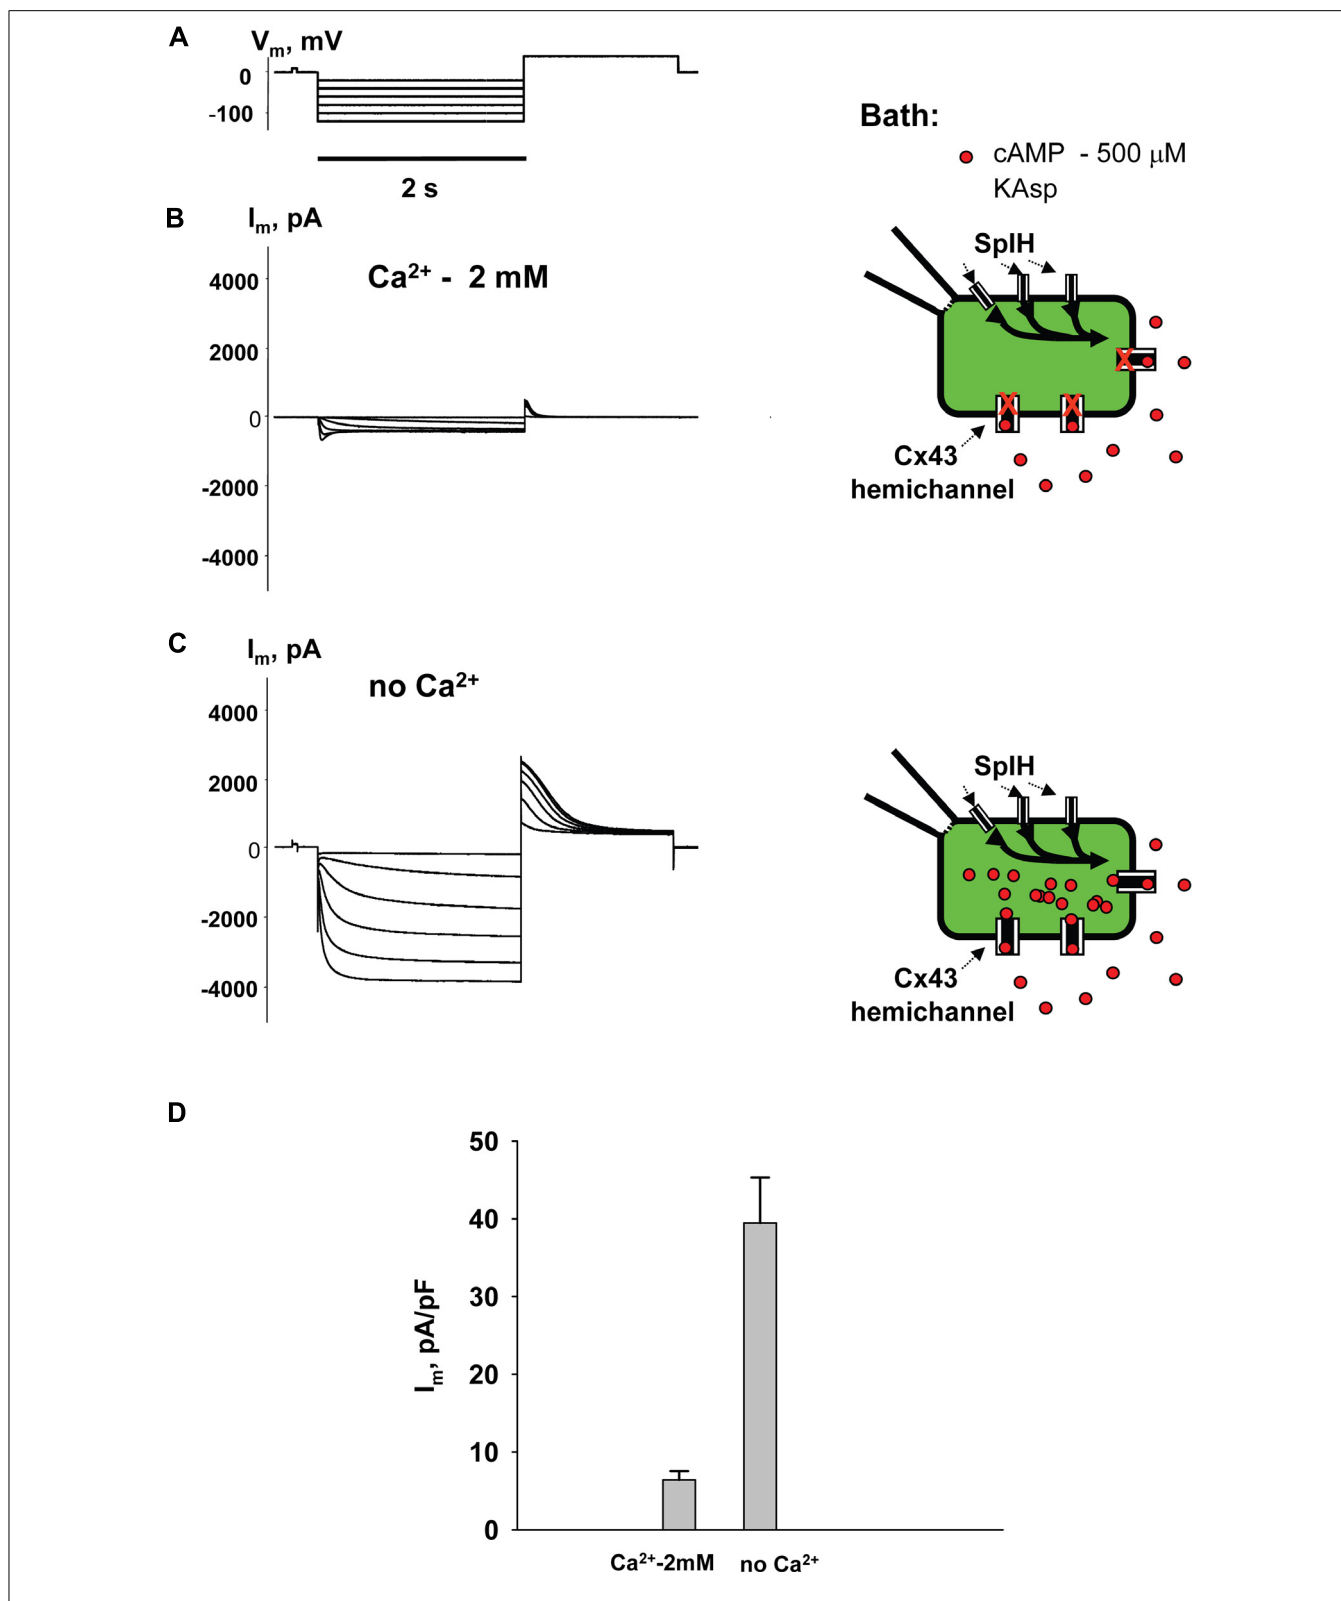 A
Vm, mV
0
-100
2 s
Bath:
cAMP - 500 μM
KAsp
B
Im, pA
Ca2+ - 2 mM
4000
2000
0
-2000
-4000
SpIH
Cx43
hemichannel
C
Im, pA
no Ca2+
4000
2000
0
-2000
-4000
SpIH
Cx43
hemichannel
D
Im, pA/pF
50
40
30
20
10
0
Ca2+-2mM
no Ca2+